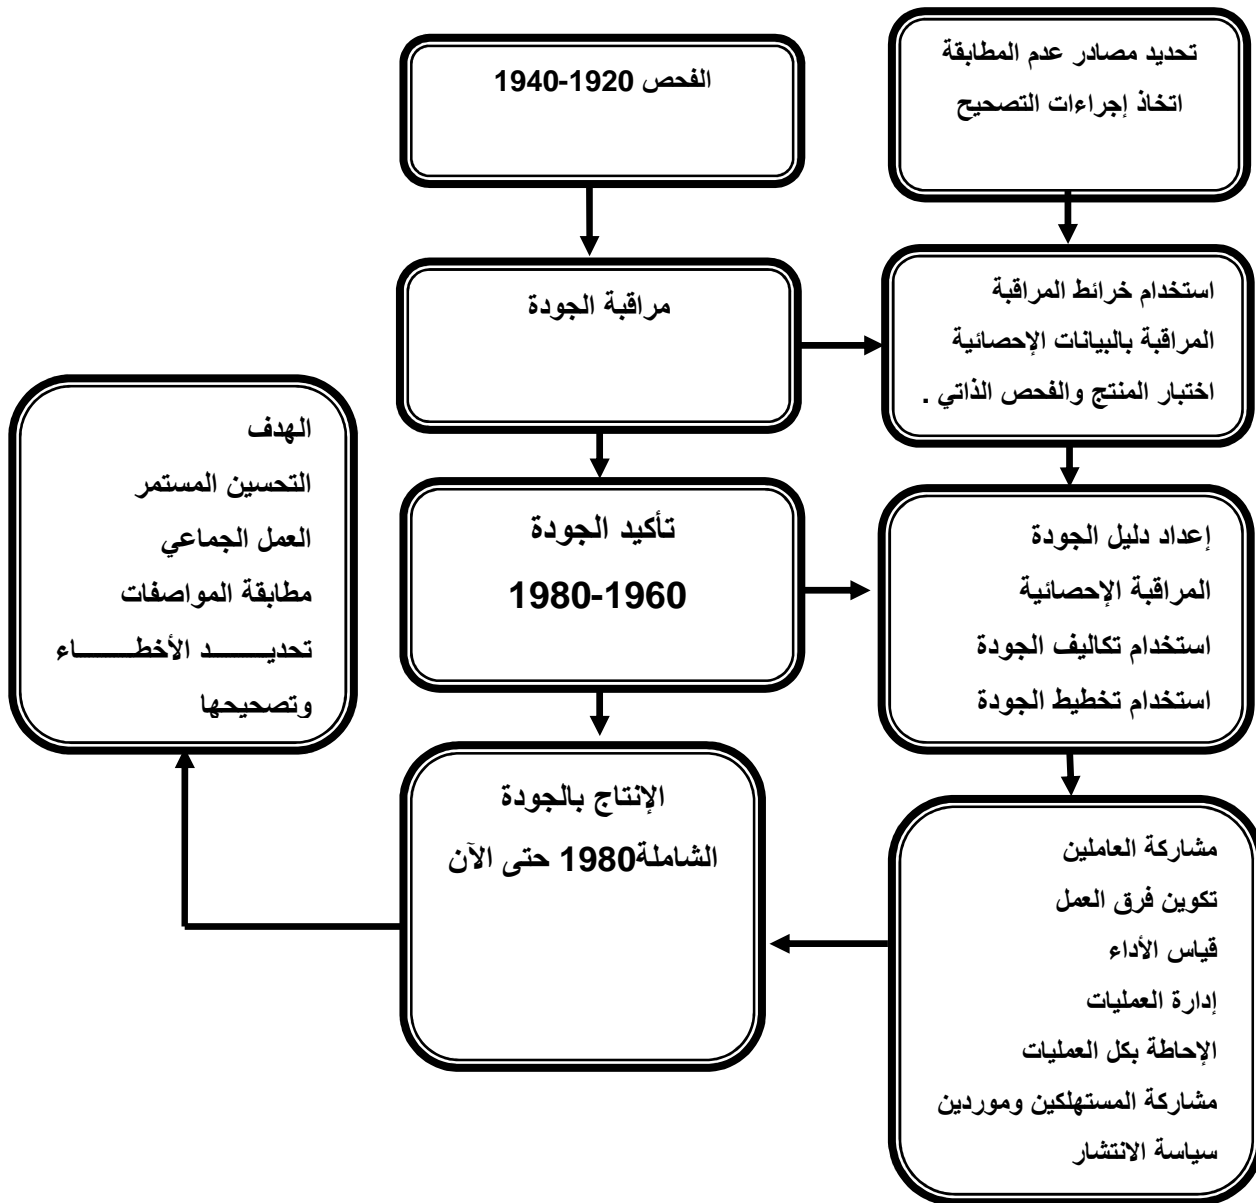 تحديد مصادر عدم المطابقة
اتخاذ إجراءات التصحيح
الفحص 1920-1940
استخدام خرائط المراقبة
المراقبة بالبيانات الإحصائية
اختبار المنتج والفحص الذاتي .
مراقبة الجودة
الهدف
التحسين المستمر
العمل الجماعي
مطابقة المواصفات
تحديــــــــد الأخطــــــــاء
وتصحيحها
إعداد دليل الجودة
المراقبة الإحصائية
استخدام تكاليف الجودة
استخدام تخطيط الجودة
تأكيد الجودة
1960-1980
مشاركة العاملين
تكوين فرق العمل
قياس الأداء
إدارة العمليات
الإحاطة بكل العمليات
مشاركة المستهلكين وموردين
سياسة الانتشار
الإنتاج بالجودة
الشاملة1980 حتى الآن